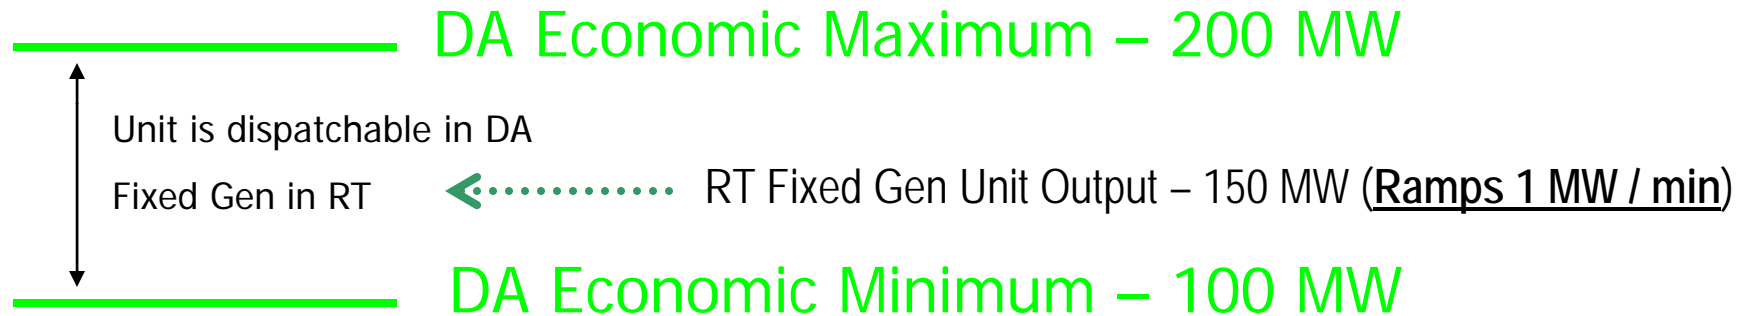 DA Economic Maximum – 200 MW
Unit is dispatchable in DA
Fixed Gen in RT
RT Fixed Gen Unit Output – 150 MW (Ramps 1 MW / min)
DA Economic Minimum – 100 MW